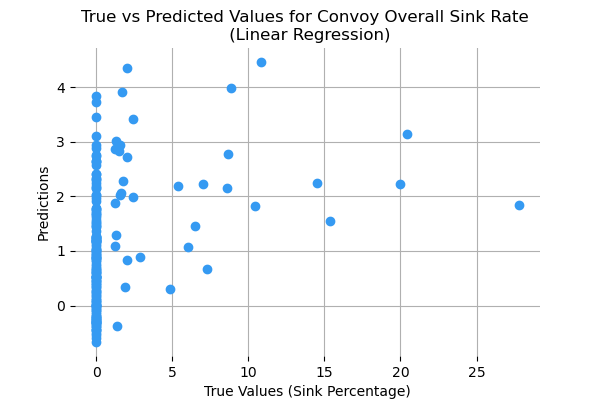 True vs Predicted Values for Convoy Overall Sink Rate
(Linear Regression)
4
3
2
1
0
Predictions
0 5 10 15 20 25
True Values (Sink Percentage)